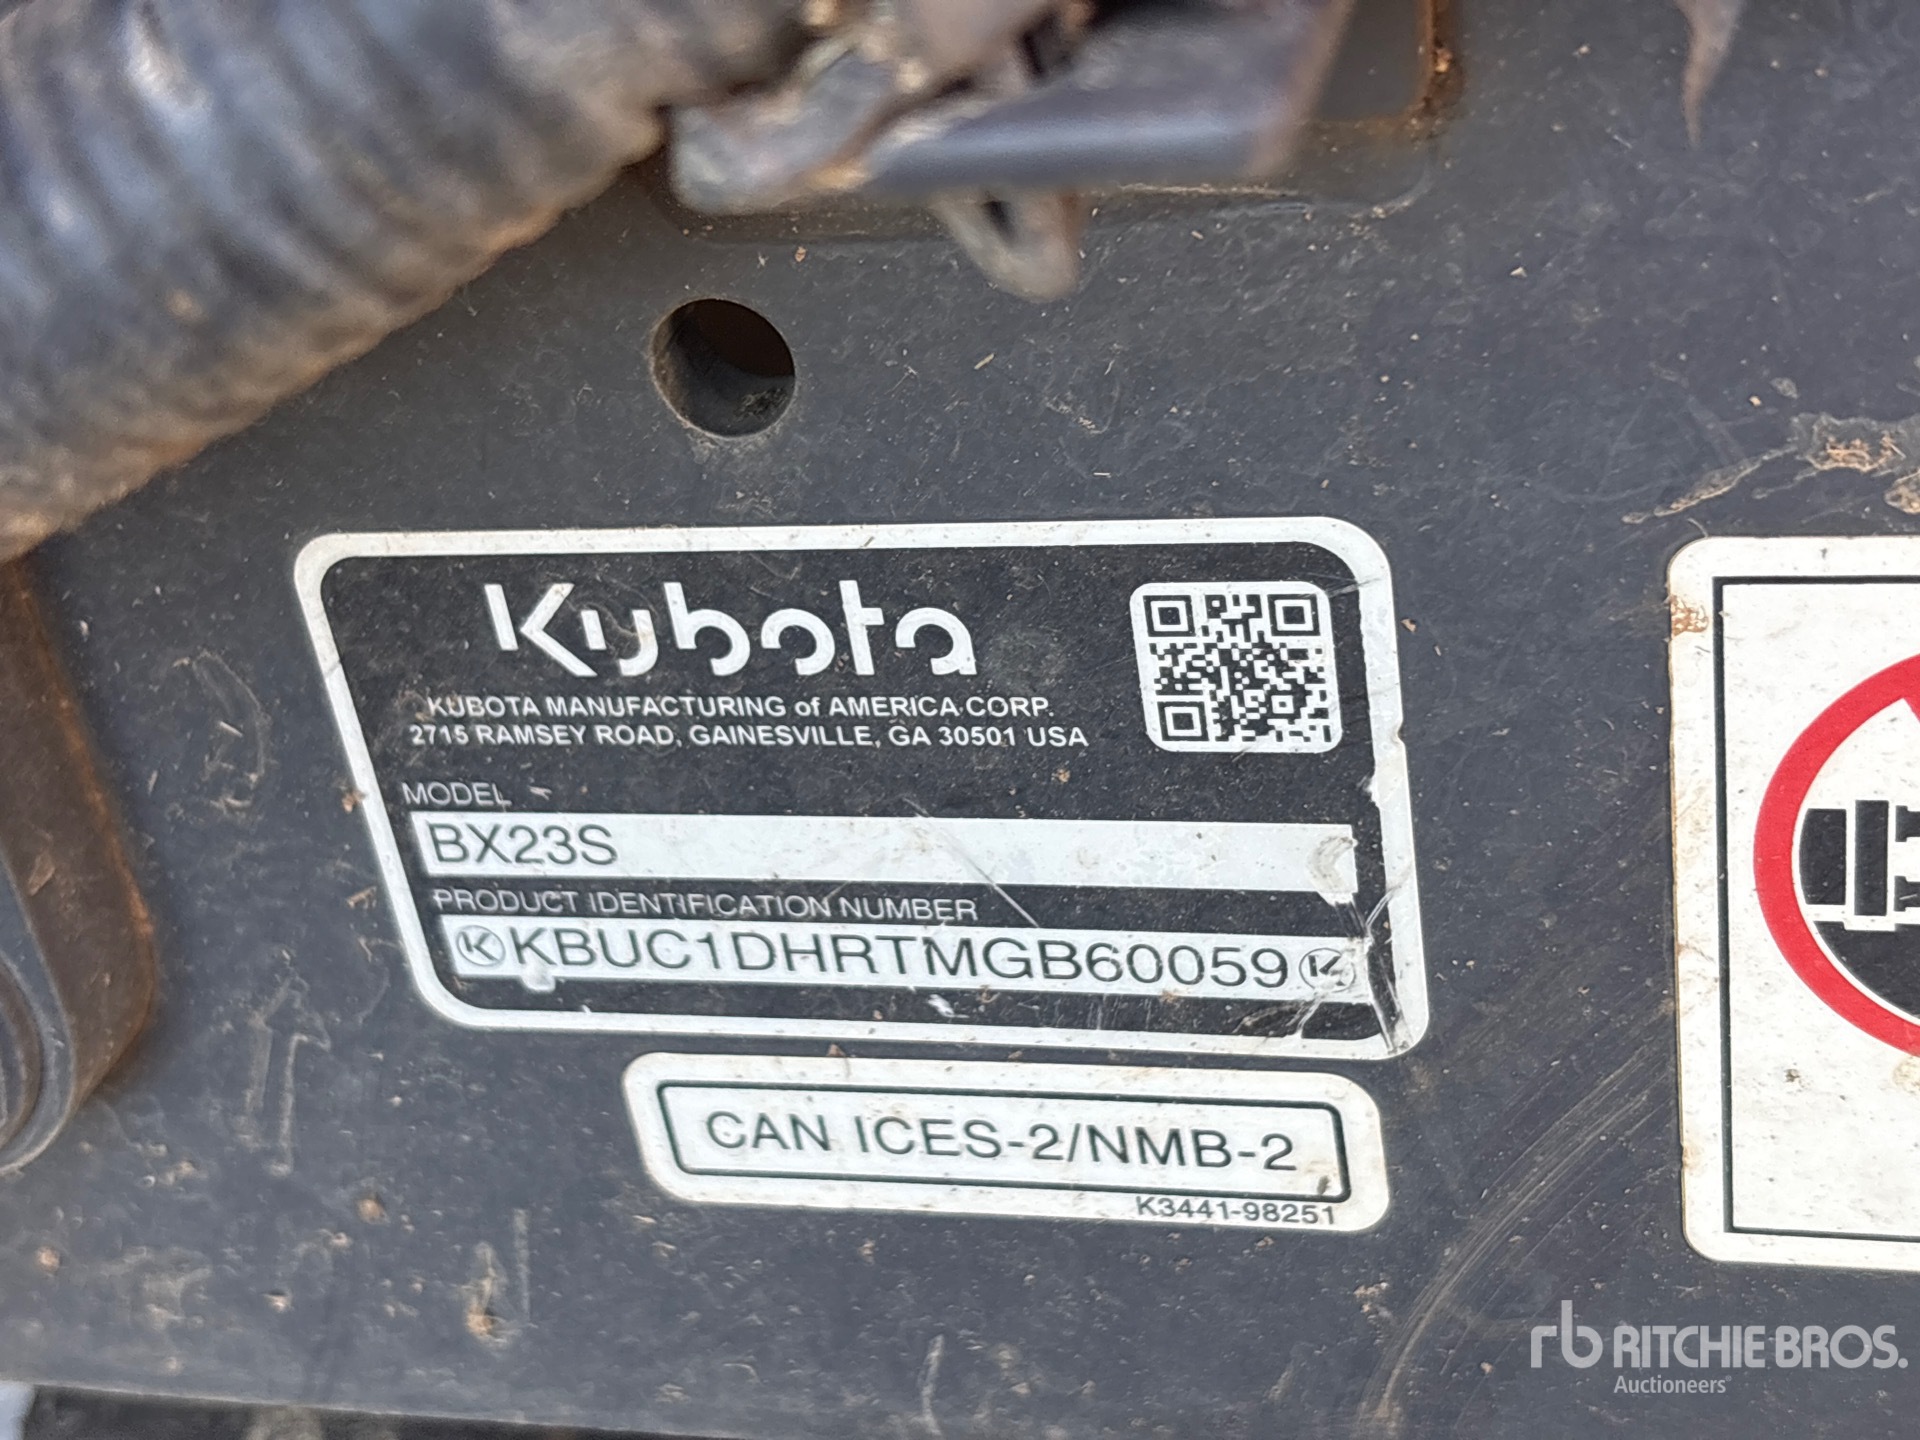 Kubota
KUBOTA MANUFACTURING of AMERICA CORP.
2715 RAMSEY ROAD, GAINESVILLE, GA 30501 USA
MODEL
BX23S
PRODUCT IDENTIFICATION NUMBER
KBUC1DHRTMGB60059
CAN ICES-2/NMB-2
K3441-98251
rb RITCHIE BROS.
Auctioneers